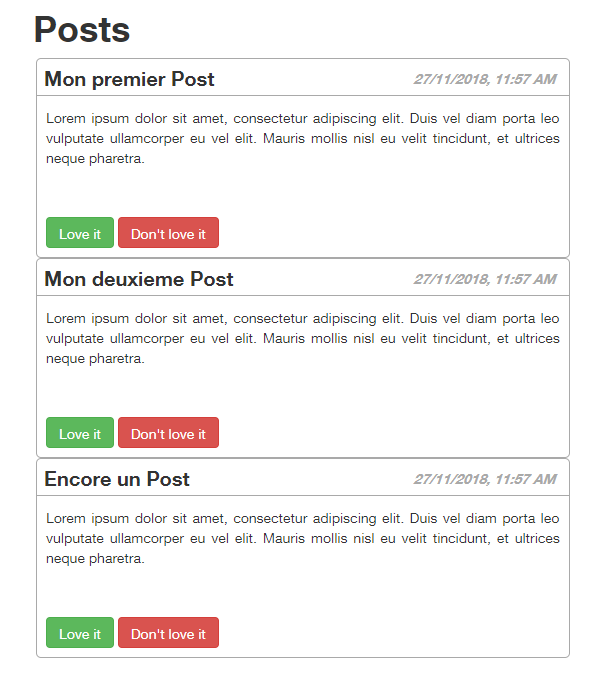 Posts
Mon premier Post 27/11/2018, 11:57 AM
Lorem ipsum dolor sit amet, consectetur adipiscing elit. Duis vel diam porta leo
vulputate ullamcorper eu vel elit. Mauris mollis nisl eu velit tincidunt, et ultrices
neque pharetra.
Love it Don't love it
Mon deuxieme Post 27/11/2018, 11:57 AM
Lorem ipsum dolor sit amet, consectetur adipiscing elit. Duis vel diam porta leo
vulputate ullamcorper eu vel elit. Mauris mollis nisl eu velit tincidunt, et ultrices
neque pharetra.
Love it Don't love it
Encore un Post 27/11/2018, 11:57 AM
Lorem ipsum dolor sit amet, consectetur adipiscing elit. Duis vel diam porta leo
vulputate ullamcorper eu vel elit. Mauris mollis nisl eu velit tincidunt, et ultrices
neque pharetra.
Love it Don't love it